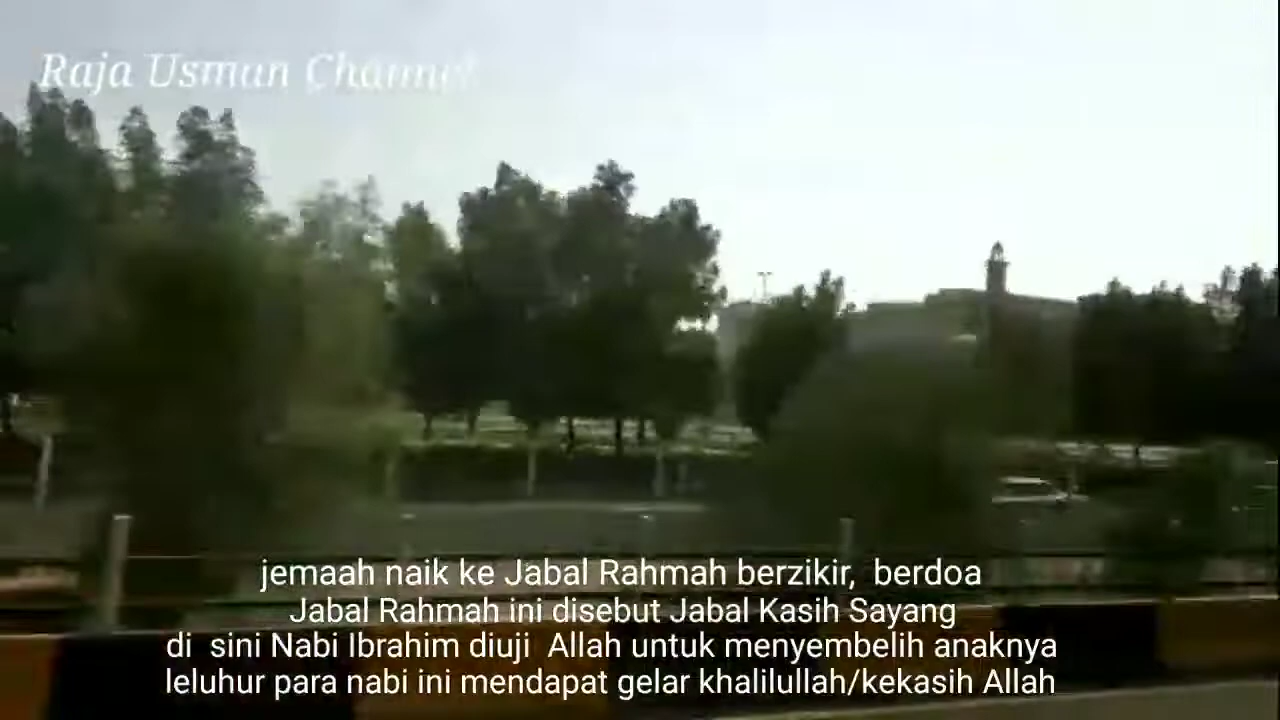 Raja Usman Channel
jemaah naik ke Jabal Rahmah berzikir,  berdoa
Jabal Rahmah ini disebut Jabal Kasih Sayang
di  sini Nabi Ibrahim diuji  Allah untuk menyembelih anaknya
leluhur para nabi ini mendapat gelar khalilullah/kekasih Allah